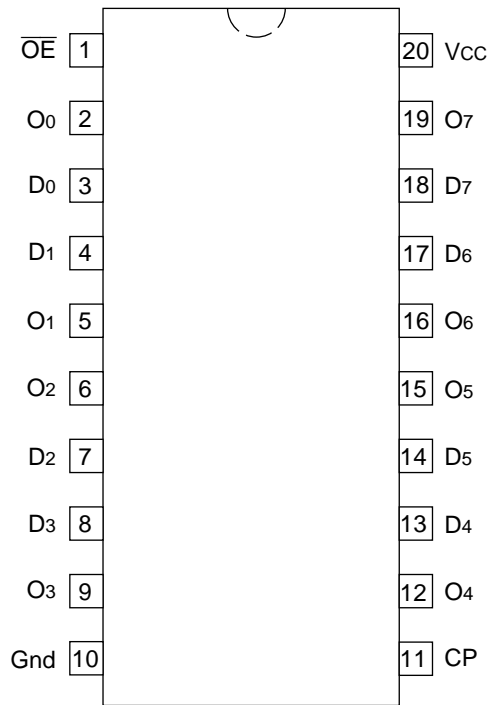 OE 1 20 VCC
O0 2 19 O7
D0 3 18 D7
D1 4 17 D6
O1 5 16 O6
O2 6 15 O5
D2 7 14 D5
D3 8 13 D4
O3 9 12 O4
Gnd 10 11 CP